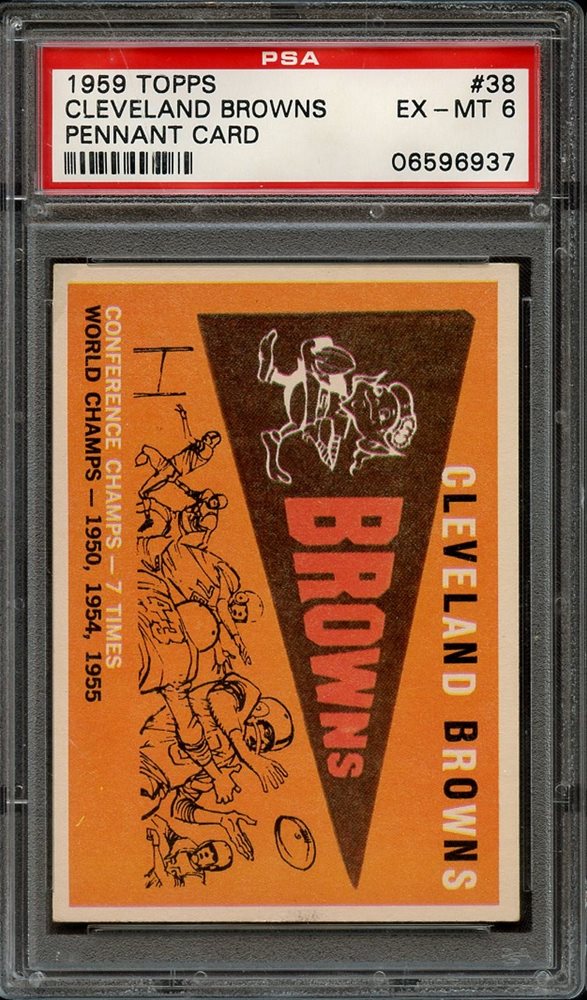 PSA
1959 TOPPS #38
CLEVELAND BROWNS EX - MT 6
PENNANT CARD
06596937
CLEVELAND BROWNS
BROWNS
CONFERENCE CHAMPS — 7 TIMES
WORLD CHAMPS — 1950, 1954, 1955